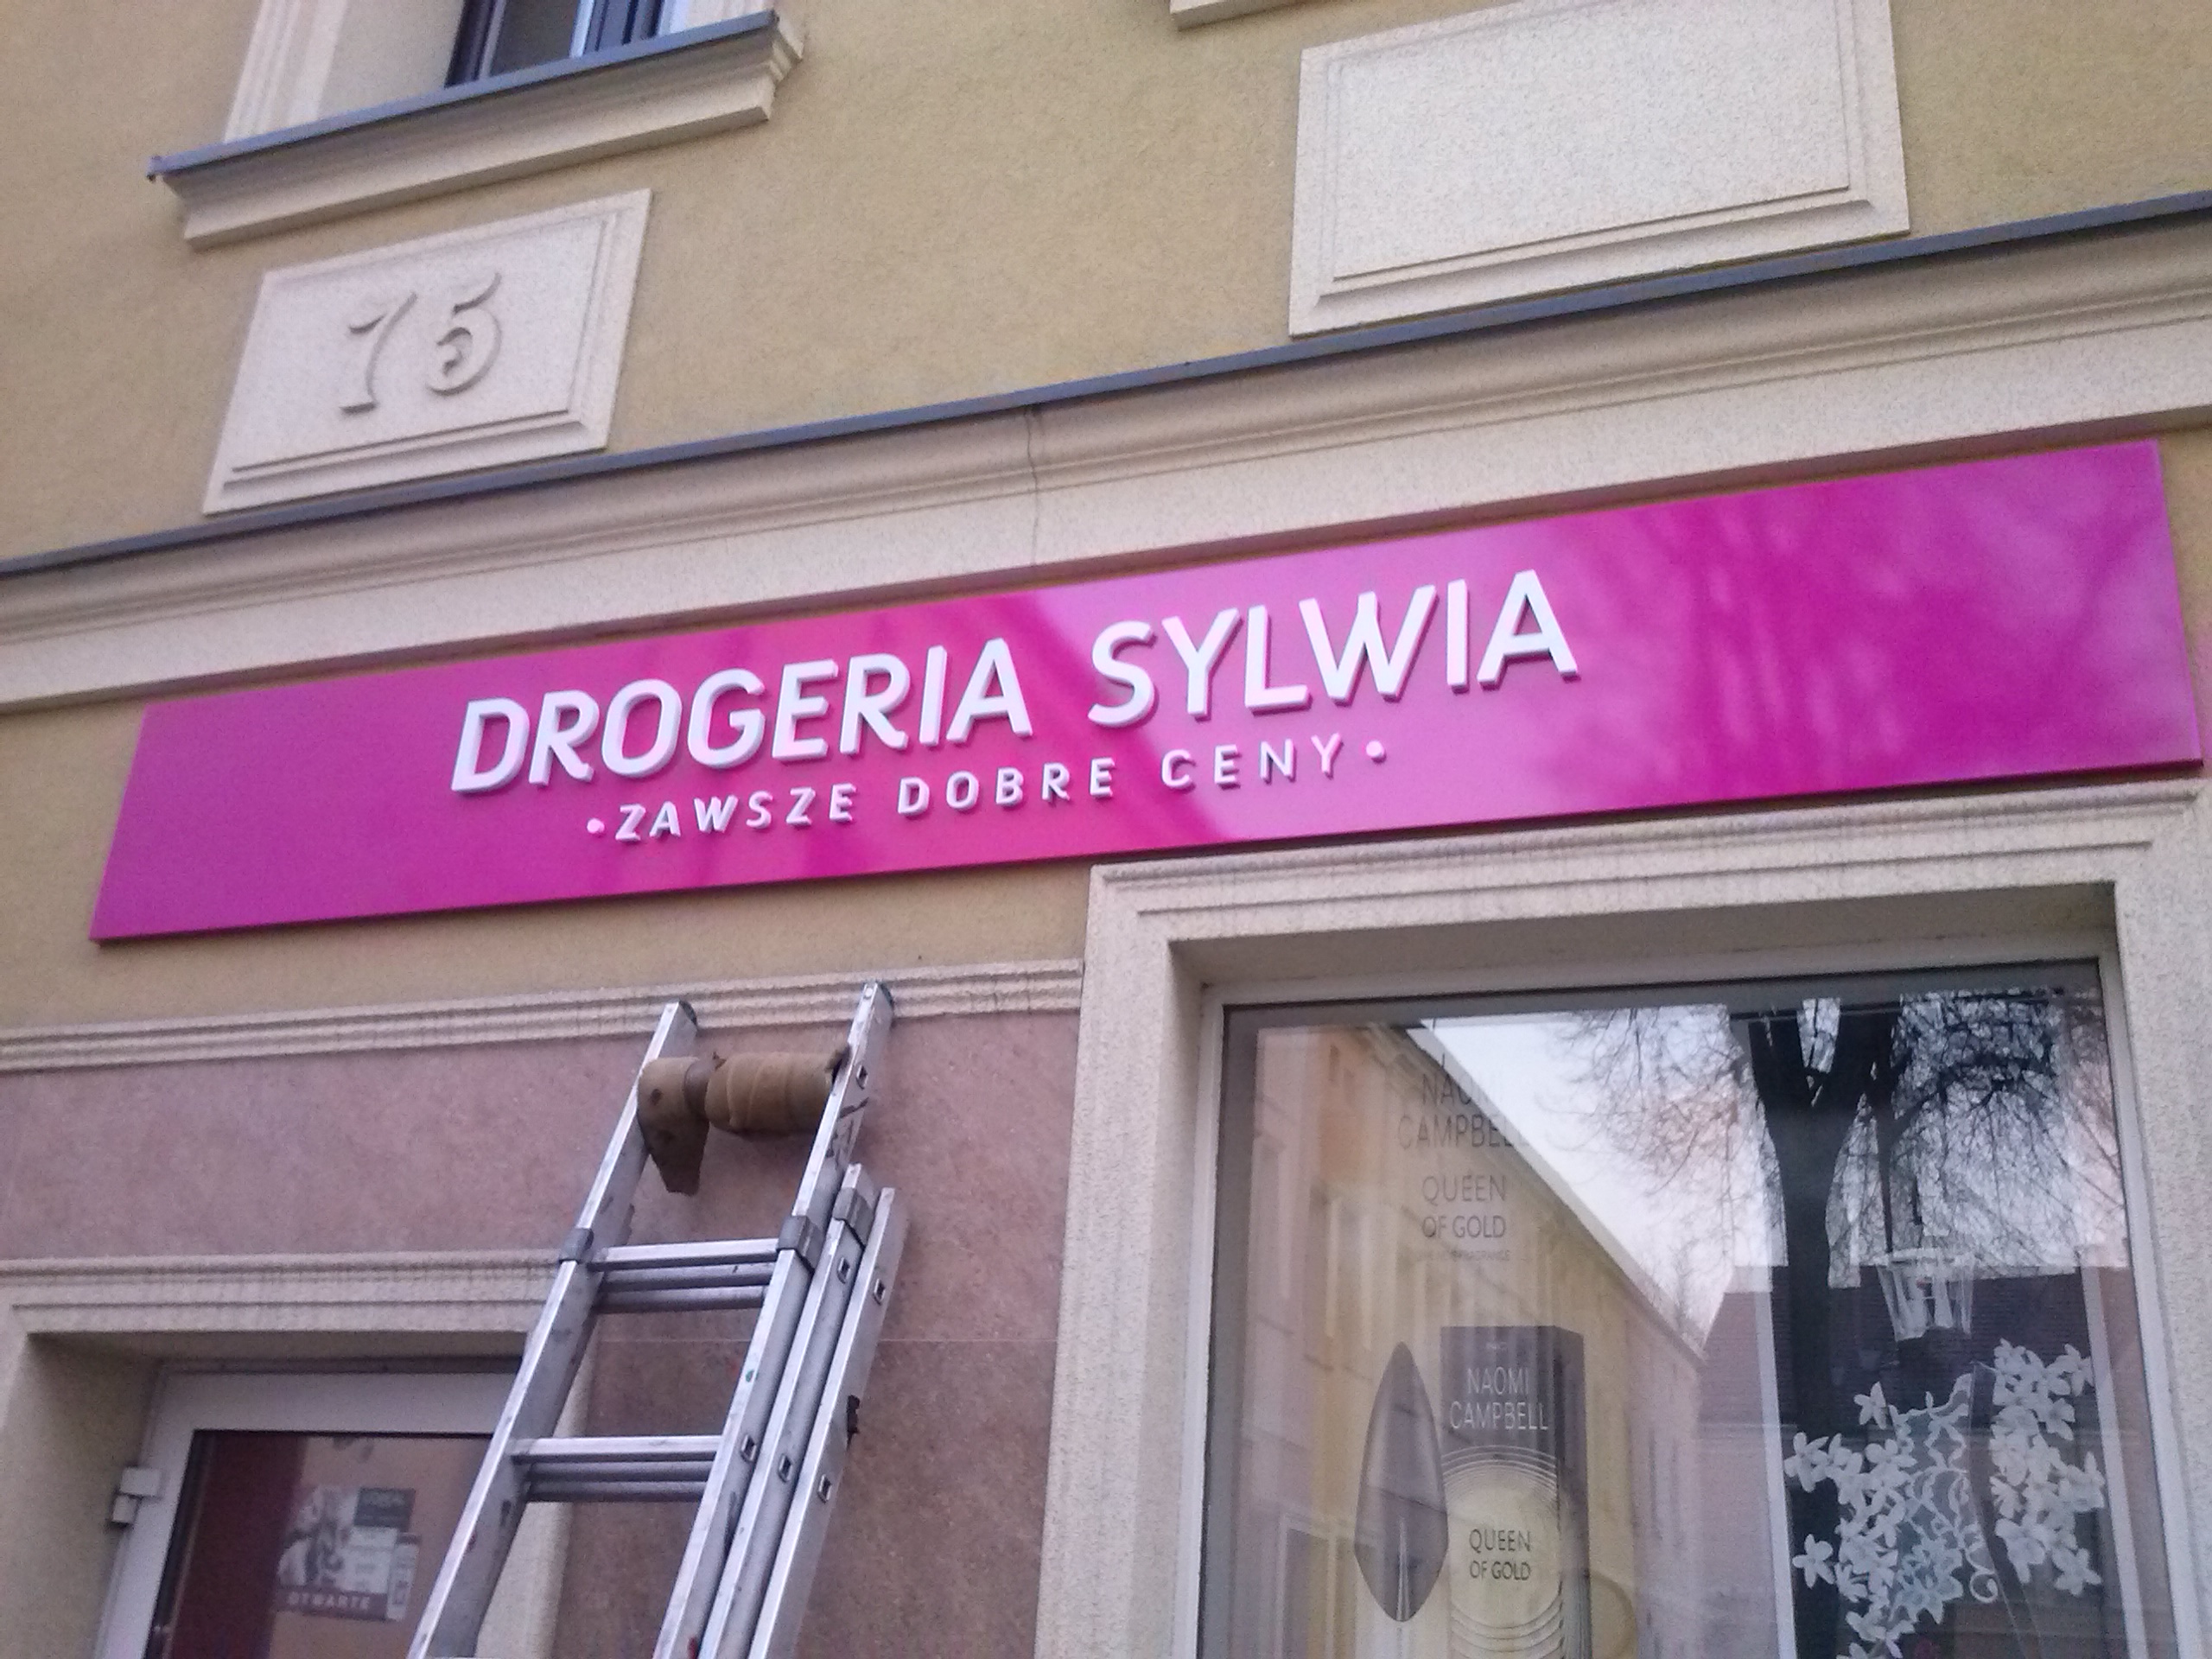 75
DROGERIA SYLWIA
•ZAWSZE DOBRE CENY•
NAOMI
CAMPBELL
QUEEN
OF GOLD
NAOMI
CAMPBELL
QUEEN
OF GOLD
OTWARTE